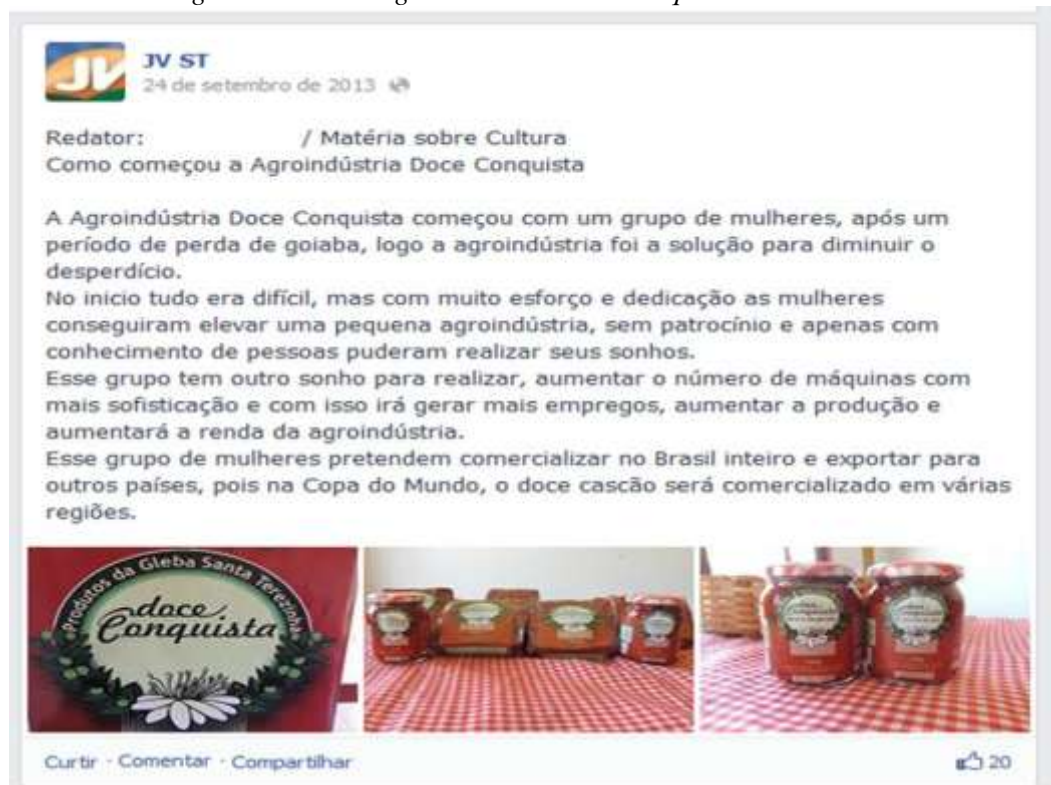 JV
JV ST
24 de setembro de 2013
Redator: / Matéria sobre Cultura
Como começou a Agroindústria Doce Conquista
A Agroindústria Doce Conquista começou com um grupo de mulheres, após um
período de perda de goiaba, logo a agroindústria foi a solução para diminuir o
desperdício.
No inicio tudo era difícil, mas com muito esforço e dedicação as mulheres
conseguiram elevar uma pequena agroindústria, sem patrocínio e apenas com
conhecimento de pessoas puderam realizar seus sonhos.
Esse grupo tem outro sonho para realizar, aumentar o número de máquinas com
mais sofisticação e com isso irá gerar mais empregos, aumentar a produção e
aumentará a renda da agroindústria.
Esse grupo de mulheres pretendem comercializar no Brasil inteiro e exportar para
outros países, pois na Copa do Mundo, o doce cascão será comercializado em várias
regiões.
Produtos da Gleba Santa Terezinha
doce
Conquista
Curtir · Comentar · Compartilhar
20